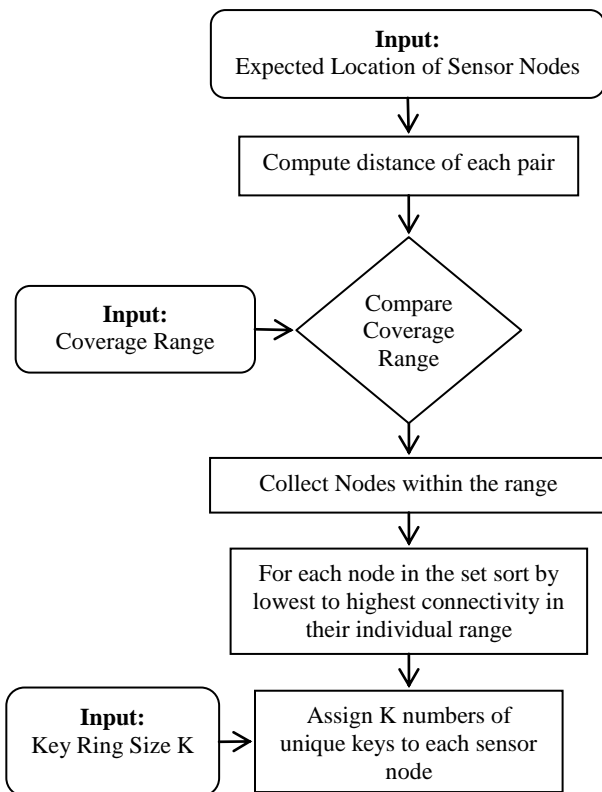 Input:
Expected Location of Sensor Nodes
Compute distance of each pair
Input:
Coverage Range
Compare
Coverage
Range
Collect Nodes within the range
For each node in the set sort by
lowest to highest connectivity in
their individual range
Input:
Key Ring Size K
Assign K numbers of
unique keys to each sensor
node